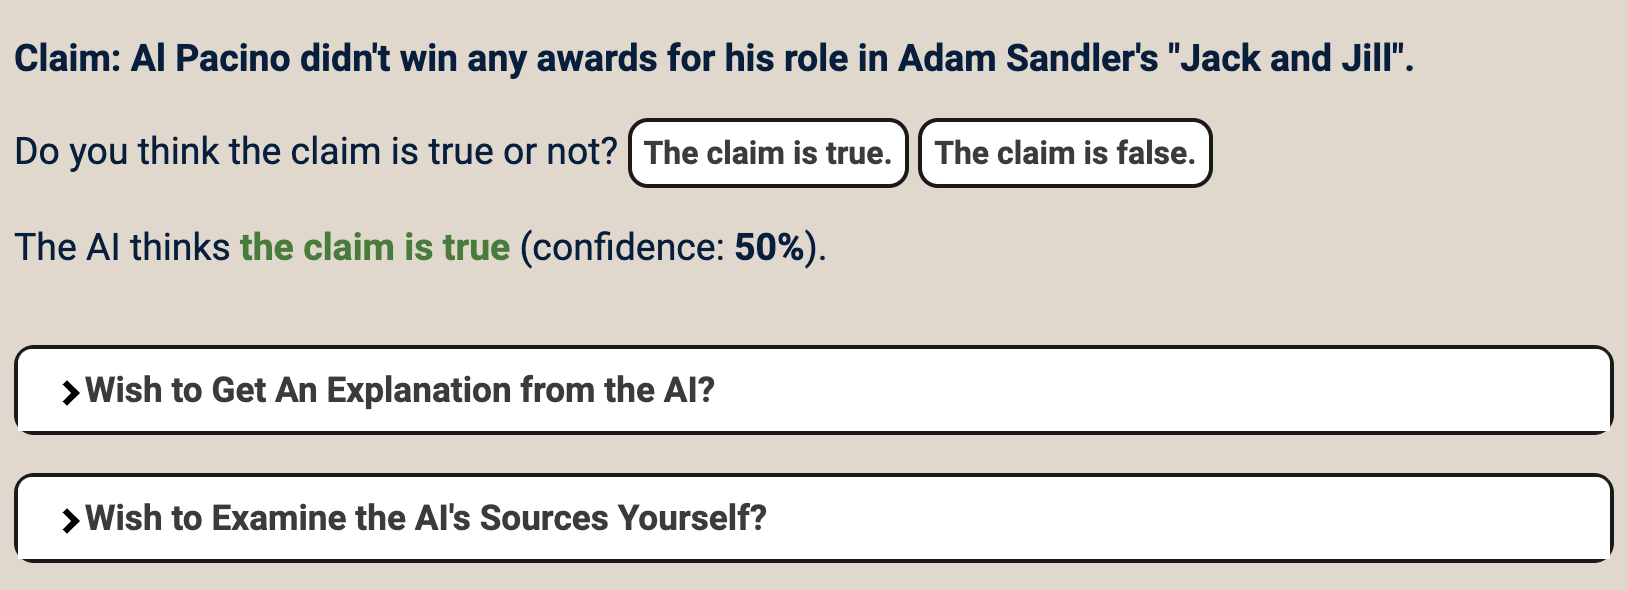 Claim: Al Pacino didn't win any awards for his role in Adam Sandler's "Jack and Jill".
Do you think the claim is true or not? The claim is true. The claim is false.
The AI thinks the claim is true (confidence: 50%).
Wish to Get An Explanation from the AI?
Wish to Examine the AI's Sources Yourself?